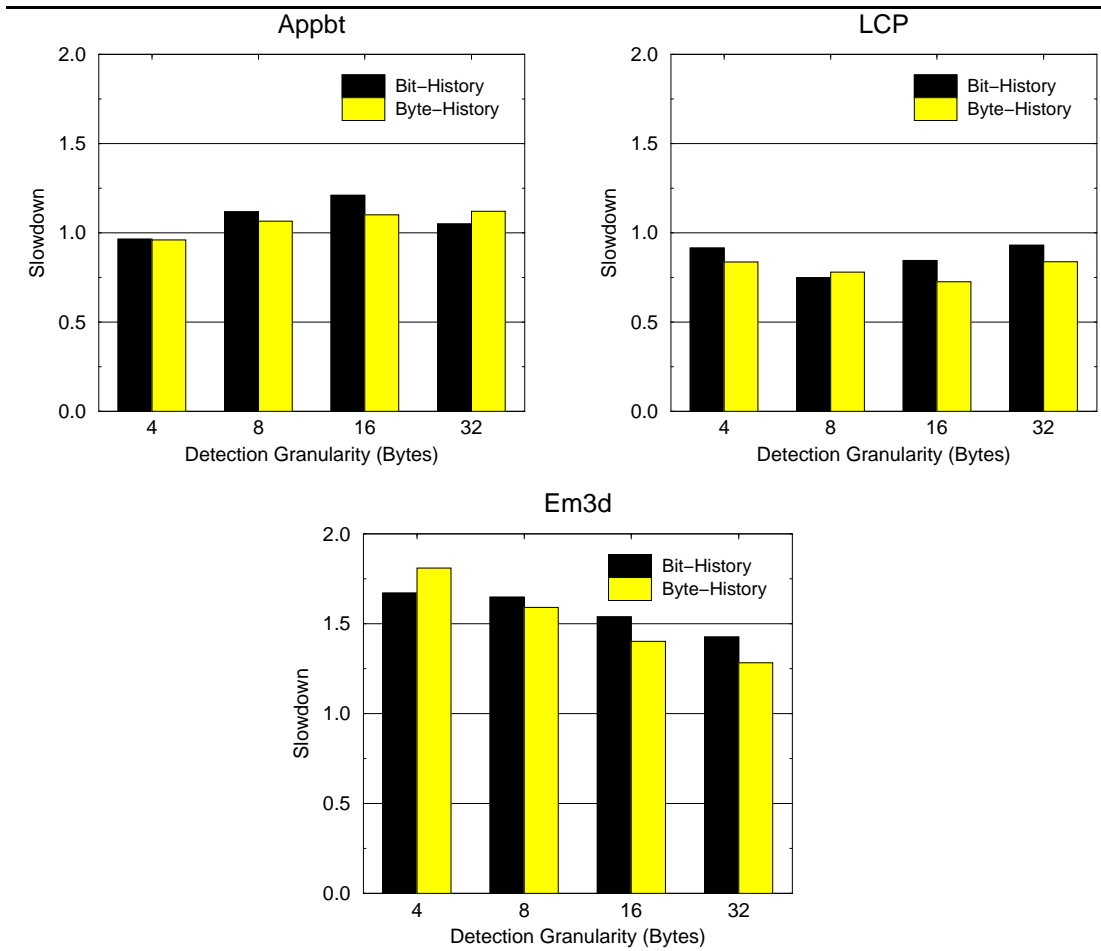 Appbt
2.0
1.5
1.0
0.5
0.0
Slowdown
Bit−History
Byte−History
4 8 16 32
Detection Granularity (Bytes)
LCP
2.0
1.5
1.0
0.5
0.0
Slowdown
Bit−History
Byte−History
4 8 16 32
Detection Granularity (Bytes)
Em3d
2.0
1.5
1.0
0.5
0.0
Slowdown
Bit−History
Byte−History
4 8 16 32
Detection Granularity (Bytes)